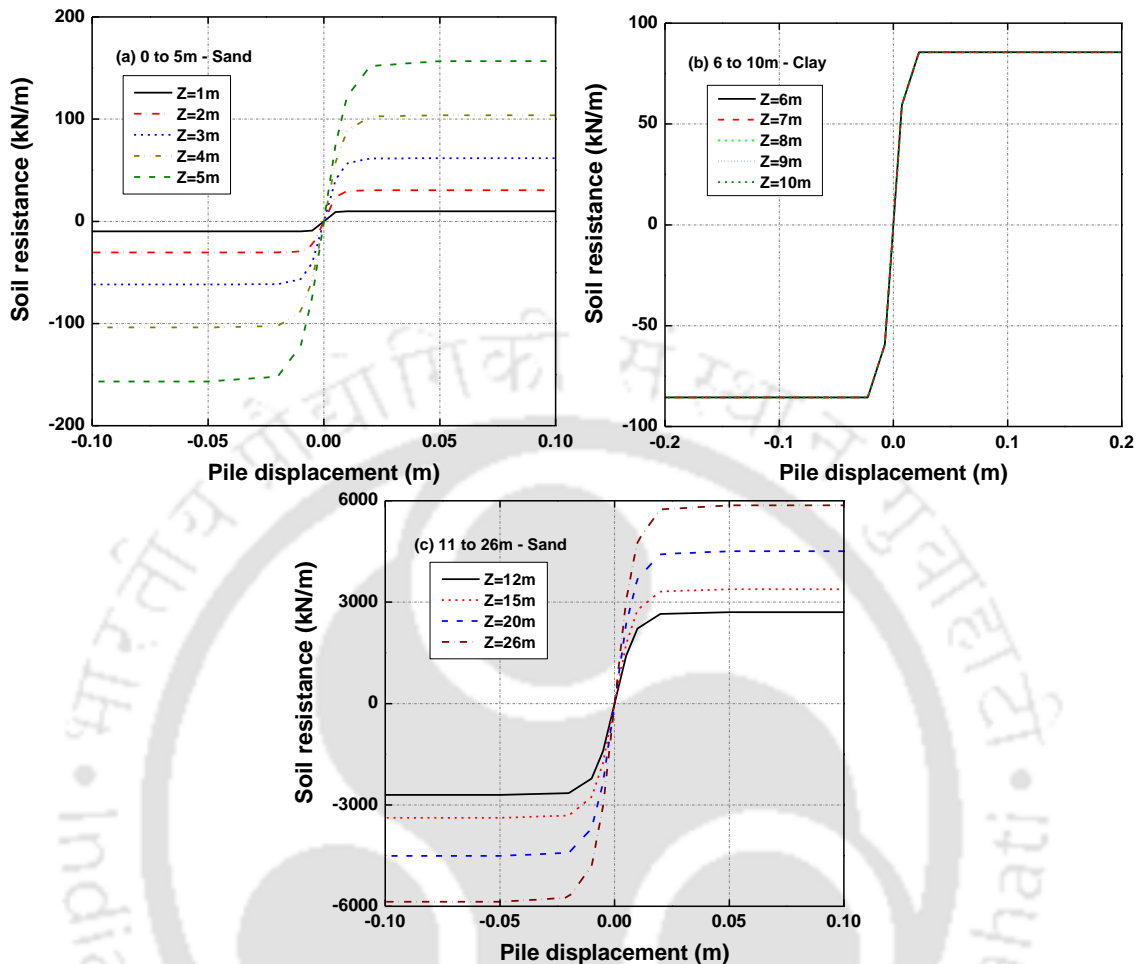 200
150
100
50
0
-100
-200
Soil resistance (kN/m)
(a) 0 to 5m - Sand
Z=1m
Z=2m
Z=3m
Z=4m
Z=5m
-0.10
-0.05
0.00
0.05
0.10
Pile displacement (m)
100
50
0
-50
-100
Soil resistance (kN/m)
(b) 6 to 10m - Clay
Z=6m
Z=7m
Z=8m
Z=9m
Z=10m
-0.2
-0.1
0.0
0.1
0.2
Pile displacement (m)
6000
3000
0
-3000
-6000
Soil resistance (kN/m)
(c) 11 to 26m - Sand
Z=12m
Z=15m
Z=20m
Z=26m
-0.10
-0.05
0.00
0.05
0.10
Pile displacement (m)